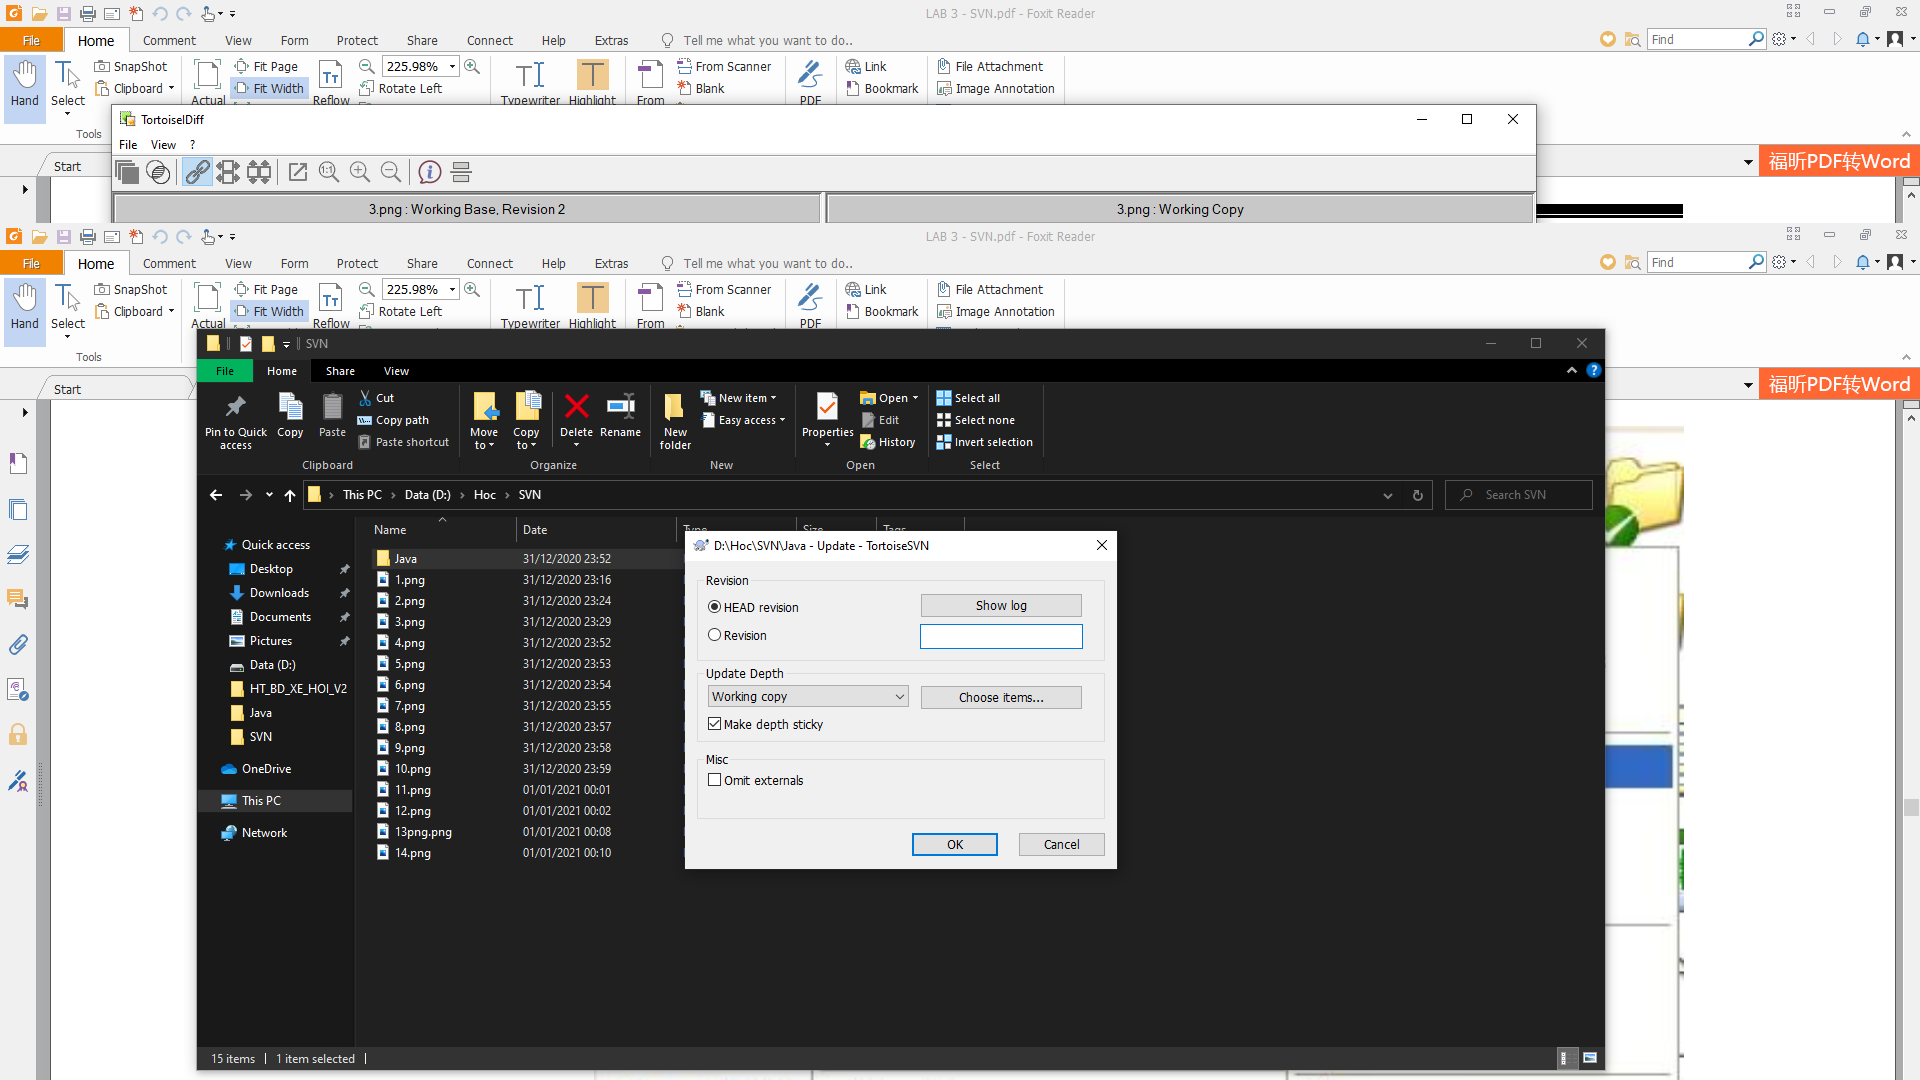 LAB 3 - SVN.pdf - Foxit Reader
File Home Comment View Form Protect Share Connect Help Extras Tell me what you want to do.. Find
Hand Select SnapShot Clipboard Actual Fit Page Fit Width Reflow 225.98% Rotate Left Typewriter Highlight From From Scanner Blank PDF Link Bookmark File Attachment Image Annotation
Tools
TortoiseIDiff
File View ?
Start
1:1
福昕PDF转Word
3.png : Working Base, Revision 2
3.png : Working Copy
LAB 3 - SVN.pdf - Foxit Reader
File Home Comment View Form Protect Share Connect Help Extras Tell me what you want to do.. Find
Hand Select SnapShot Clipboard Actual Fit Page Fit Width Reflow 225.98% Rotate Left Typewriter Highlight From From Scanner Blank PDF Link Bookmark File Attachment Image Annotation
Tools
Start
福昕PDF转Word
SVN
File Home Share View
Pin to Quick access
Copy
Paste
Cut
Copy path
Paste shortcut
Clipboard
Move to
Copy to
Delete
Rename
Organize
New folder
New item
Easy access
New
Properties
Open
Edit
History
Open
Select all
Select none
Invert selection
Select
This PC Data (D:) Hoc SVN
Search SVN
Quick access
Desktop
Downloads
Documents
Pictures
Data (D:)
HT_BD_XE_HOI_V2
Java
SVN
OneDrive
This PC
Network
Name Date Type Size Tags
Java 31/12/2020 23:52
1.png 31/12/2020 23:16
2.png 31/12/2020 23:24
3.png 31/12/2020 23:29
4.png 31/12/2020 23:52
5.png 31/12/2020 23:53
6.png 31/12/2020 23:54
7.png 31/12/2020 23:55
8.png 31/12/2020 23:57
9.png 31/12/2020 23:58
10.png 31/12/2020 23:59
11.png 01/01/2021 00:01
12.png 01/01/2021 00:02
13png.png 01/01/2021 00:08
14.png 01/01/2021 00:10
D:\Hoc\SVN\Java - Update - TortoiseSVN
Revision
HEAD revision
Show log
Revision
Update Depth
Working copy
Choose items...
Make depth sticky
Misc
Omit externals
OK
Cancel
15 items 1 item selected